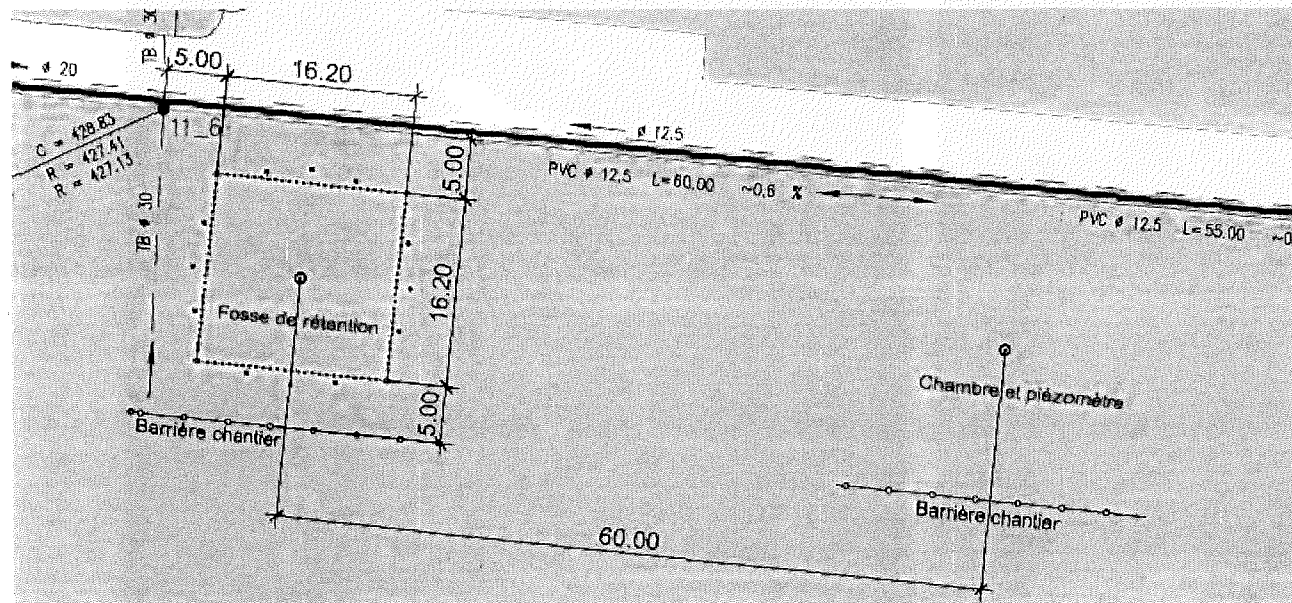 TB ø 30
5.00
16.20
ø 20
11_6
C = 428.83
R = 427.41
R = 427.13
ø 12.5
PVC ø 12.5 L=60.00 ~0.6 %
5.00
PVC ø 12.5 L=55.00 ~0
TB ø 30
16.20
Fosse de rétention
5.00
Chambre et piézomètre
Barrière chantier
Barrière chantier
60.00